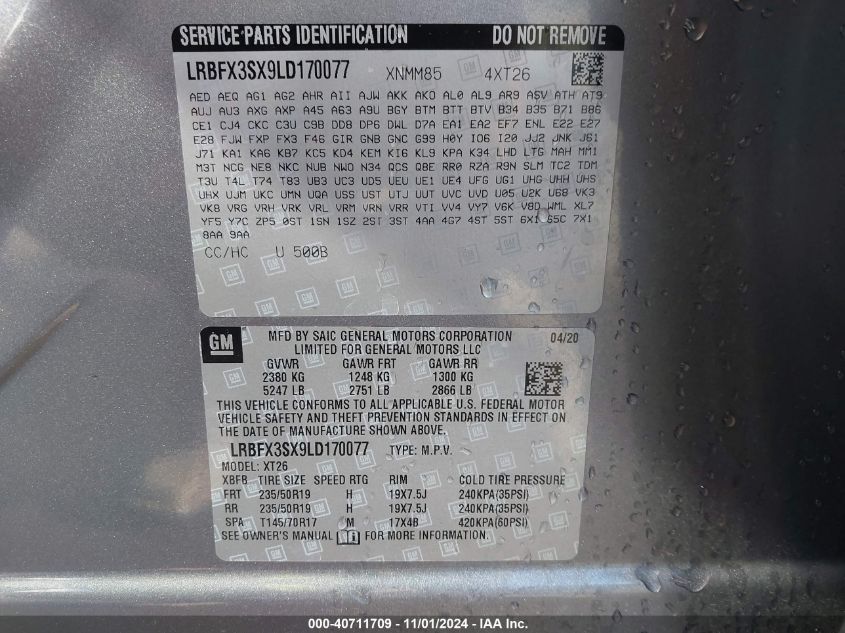 SERVICE PARTS IDENTIFICATION DO NOT REMOVE
LRBFX3SX9LD170077 XNMM85 4XT26
AED AEQ AG1 AG2 AHR AII AJW AKK AKO AL0 AL9 AR9 ASV ATH AT9
AUJ AU3 AXG AXP A45 A63 A9U BGY BTM BTT BTV B34 B35 B71 B86
CE1 CJ4 CKC C3U C9B DD8 DP6 DWL D7A EA1 EA2 EF7 ENL E22 E27
E28 FJW FXP FX3 F46 GIR GNB GNC G99 H0Y IO6 I20 JJ2 JNK J61
J71 KA1 KA6 KB7 KC5 KD4 KEM KI6 KL9 KPA K34 LHD LTG MAH MM1
M3T NCG NE8 NKC NUB NWO N34 QCS QBE RR0 RZA R9N SLM TC2 TDM
T3U T4L T74 T83 UB3 UC3 UD5 UEU UE1 UE4 UFG UG1 UHG UHH UHS
UHX UJM UKC UMN UQA USS UST UTJ UUT UVC UVD U05 U2K U68 VK3
VK8 VRG VRH VRK VRL VRM VRN VRR VTI VV4 VY7 V6K V8D WML XL7
YF5 Y7C ZP5 0ST 1SN 1SZ 2ST 3ST 4AA 4G7 4ST 5ST 6X1 6SC 7X1
8AA 9AA
CC/HC U 500B
GM MFD BY SAIC GENERAL MOTORS CORPORATION 04/20
LIMITED FOR GENERAL MOTORS LLC
GVWR GAWR FRT GAWR RR
2380 KG 1248 KG 1300 KG
5247 LB 2751 LB 2866 LB
THIS VEHICLE CONFORMS TO ALL APPLICABLE U.S. FEDERAL MOTOR
VEHICLE SAFETY AND THEFT PREVENTION STANDARDS IN EFFECT ON
THE DATE OF MANUFACTURE SHOWN ABOVE.
LRBFX3SX9LD170077 TYPE: M.P.V.
MODEL: XT26
XBFB TIRE SIZE SPEED RTG RIM COLD TIRE PRESSURE
FRT 235/50R19 H 19X7.5J 240KPA(35PSI)
RR 235/50R19 H 19X7.5J 240KPA(35PSI)
SPA T145/70R17 M 17X4B 420KPA(60PSI)
SEE OWNER'S MANUAL FOR MORE INFORMATION.
000-40711709 - 11/01/2024 - IAA Inc.